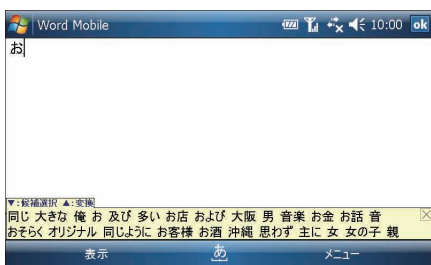 Word Mobile 10:00 ok
お
▼:候補選択 ▲:変換
同じ 大きな 俺 お 及び 多い お店 および 大阪 男 音楽 お金 お話 音
おそらく オリジナル 同じように お客様 お酒 沖縄 思わず 主に 女 女の子 親
表示 あ メニュー